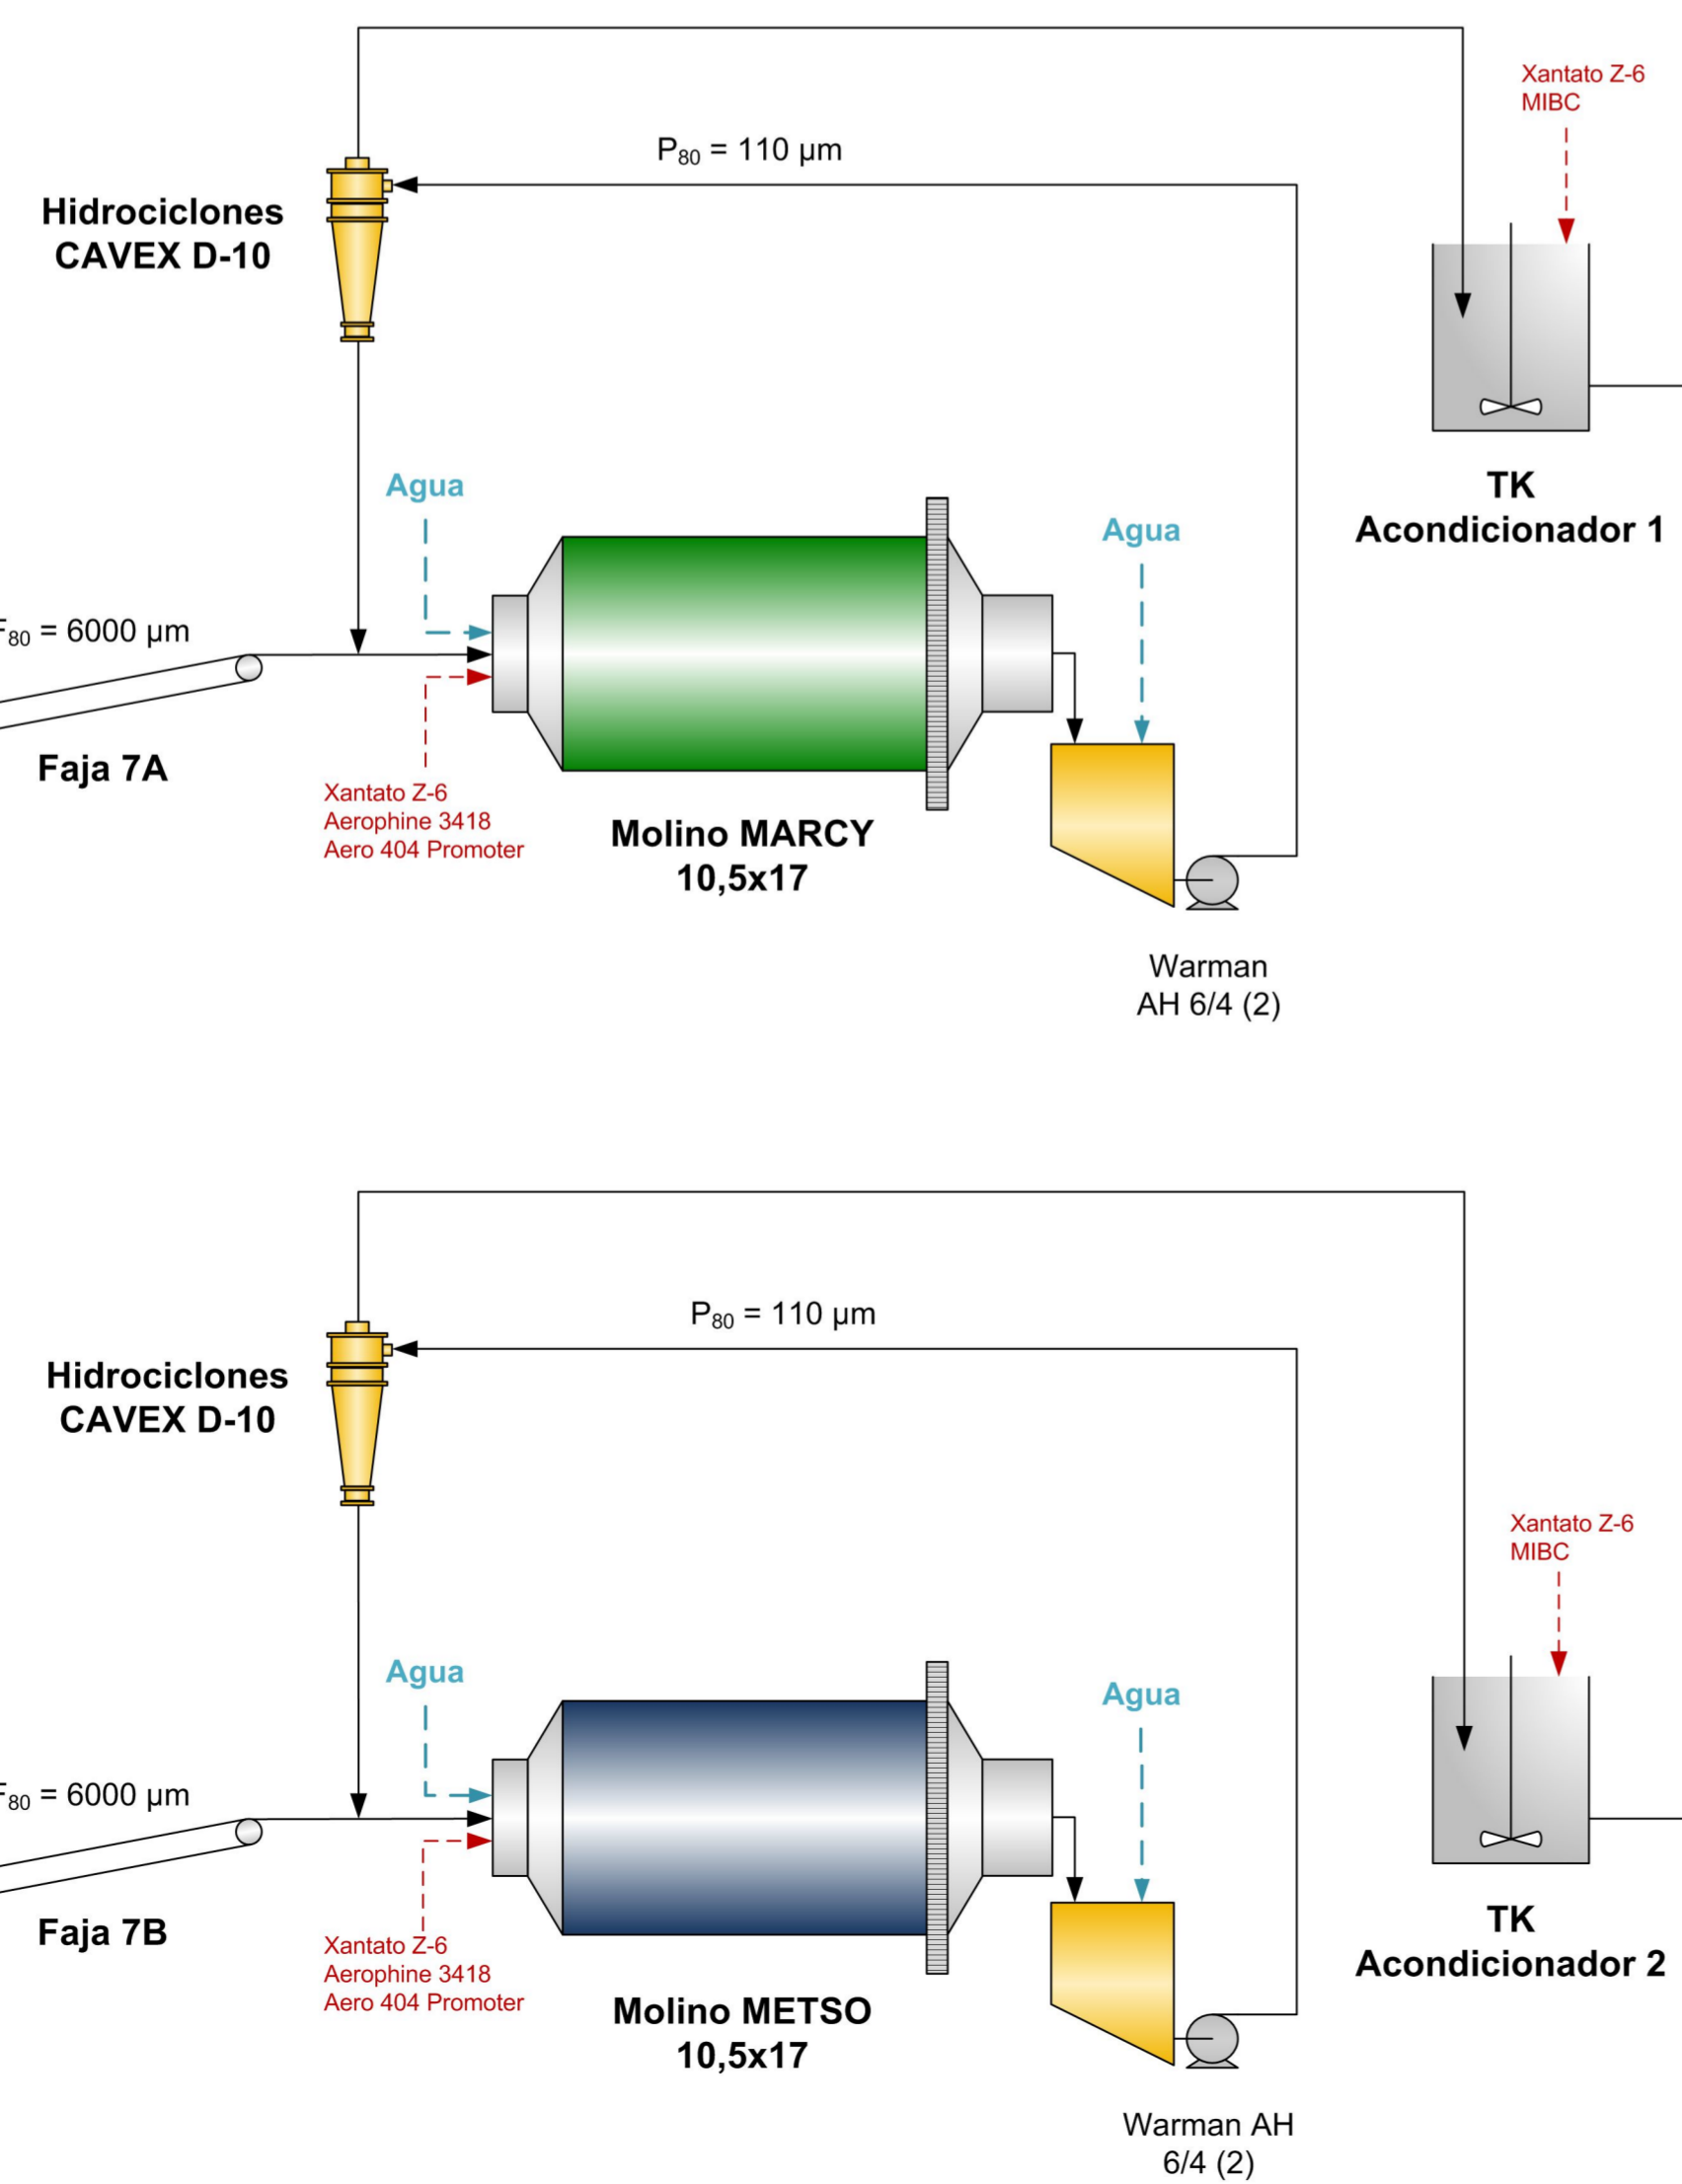 Xantato Z-6
MIBC
P80 = 110 µm
Hidrociclones
CAVEX D-10
TK
Acondicionador 1
Agua
Agua
F80 = 6000 µm
Faja 7A
Xantato Z-6
Aerophine 3418
Aero 404 Promoter
Molino MARCY
10,5x17
Warman
AH 6/4 (2)
P80 = 110 µm
Hidrociclones
CAVEX D-10
Xantato Z-6
MIBC
Agua
Agua
F80 = 6000 µm
Faja 7B
Xantato Z-6
Aerophine 3418
Aero 404 Promoter
Molino METSO
10,5x17
TK
Acondicionador 2
Warman AH
6/4 (2)